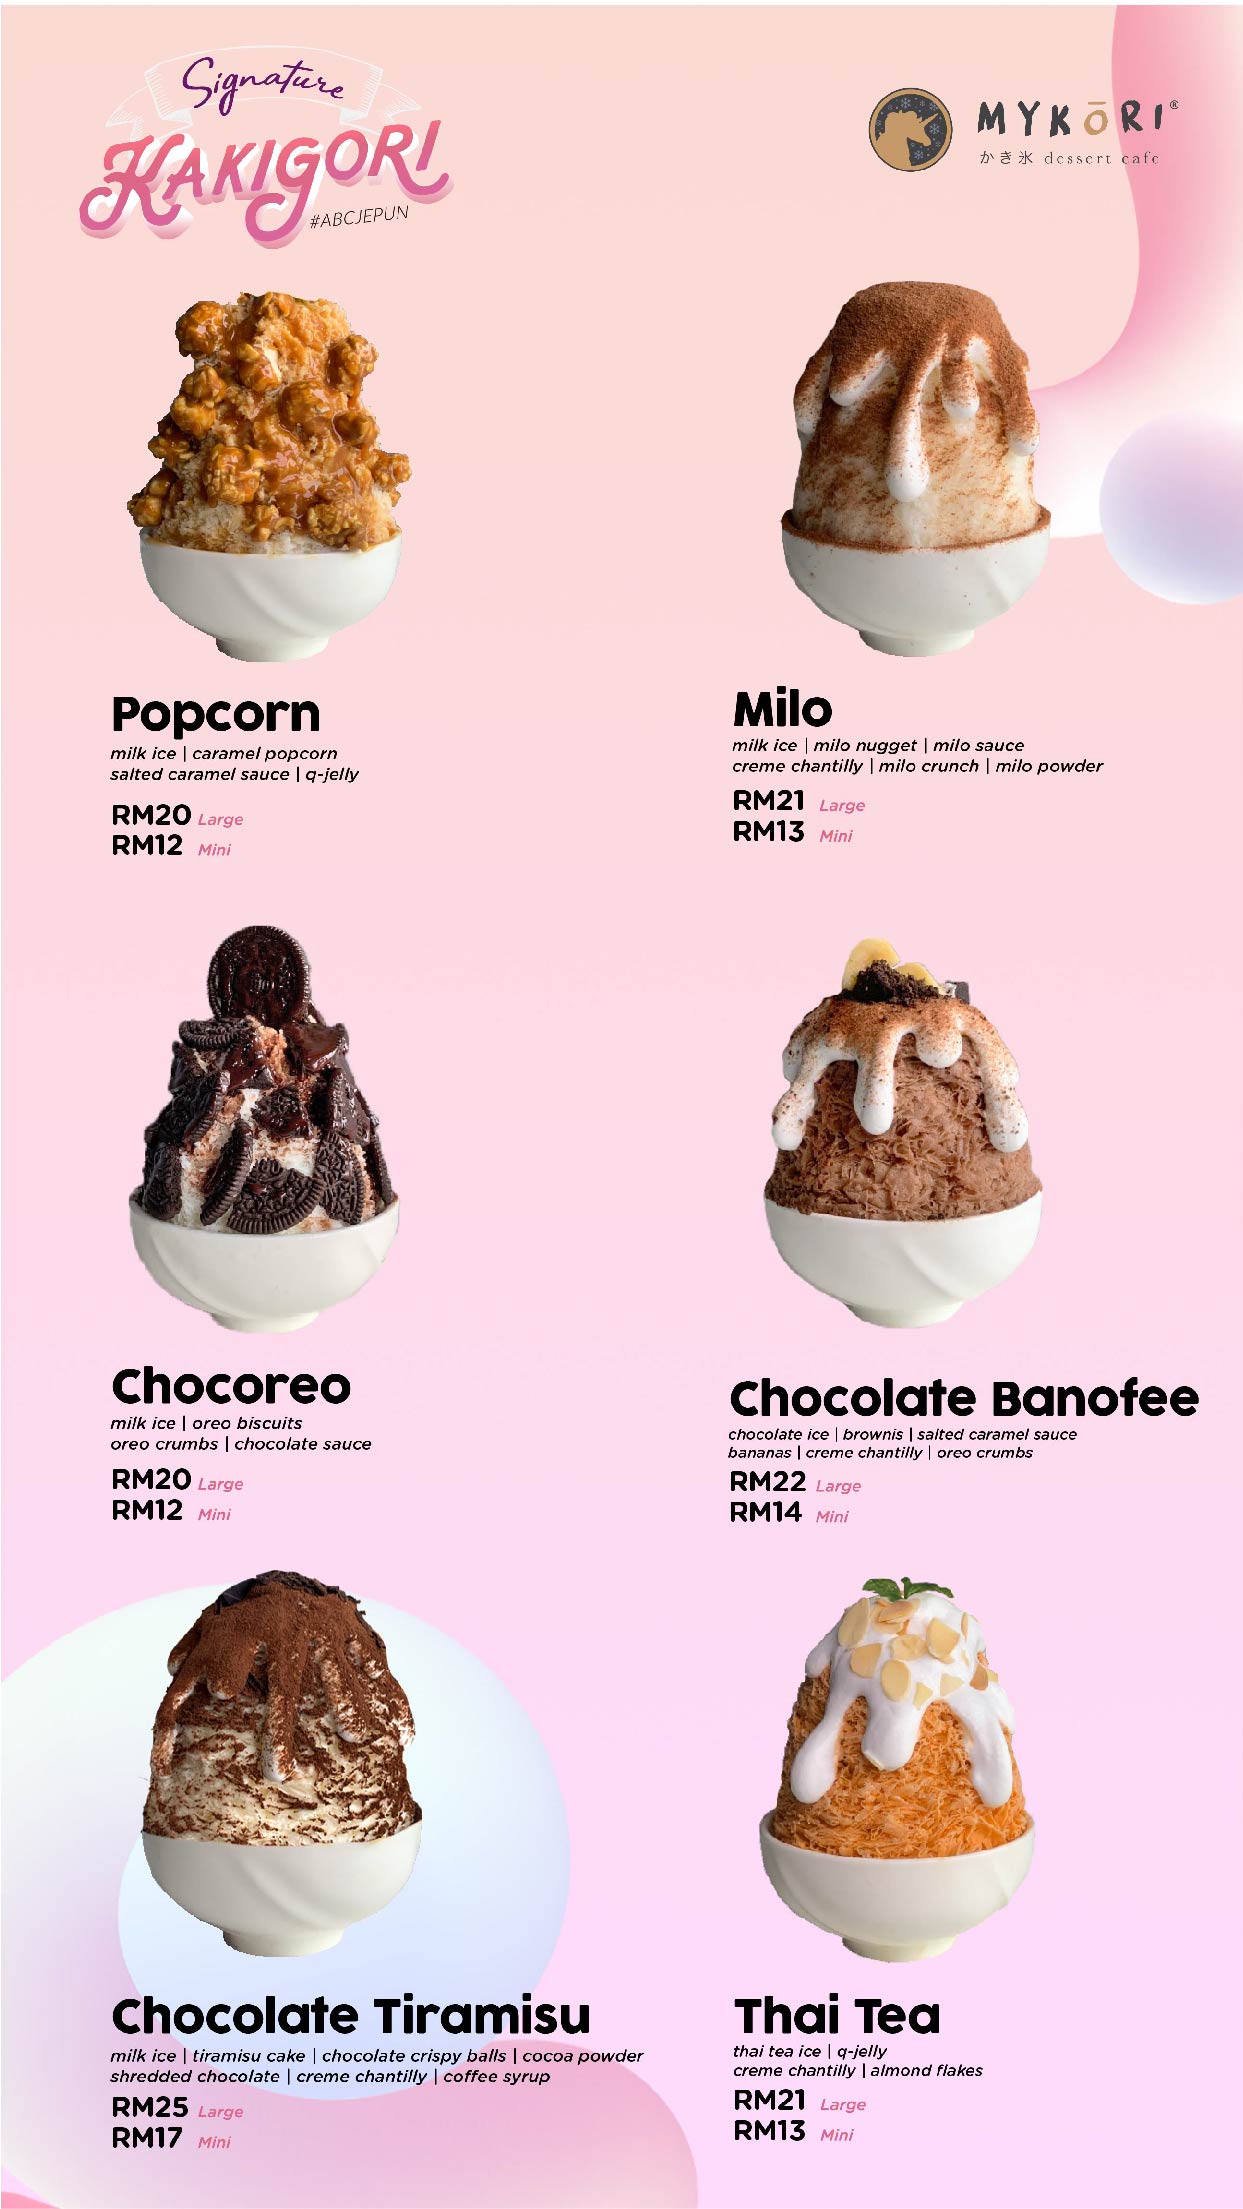 Signature
KAKIGORI
#ABCJEPUN
MYKŌRI®
かき氷 dessert cafe
Popcorn
milk ice | caramel popcorn
salted caramel sauce | q-jelly
RM20 Large
RM12 Mini
Milo
milk ice | milo nugget | milo sauce
creme chantilly | milo crunch | milo powder
RM21 Large
RM13 Mini
Chocoreo
milk ice | oreo biscuits
oreo crumbs | chocolate sauce
RM20 Large
RM12 Mini
Chocolate Banofee
chocolate ice | brownis | salted caramel sauce
bananas | creme chantilly | oreo crumbs
RM22 Large
RM14 Mini
Chocolate Tiramisu
milk ice | tiramisu cake | chocolate crispy balls | cocoa powder
shredded chocolate | creme chantilly | coffee syrup
RM25 Large
RM17 Mini
Thai Tea
thai tea ice | q-jelly
creme chantilly | almond flakes
RM21 Large
RM13 Mini